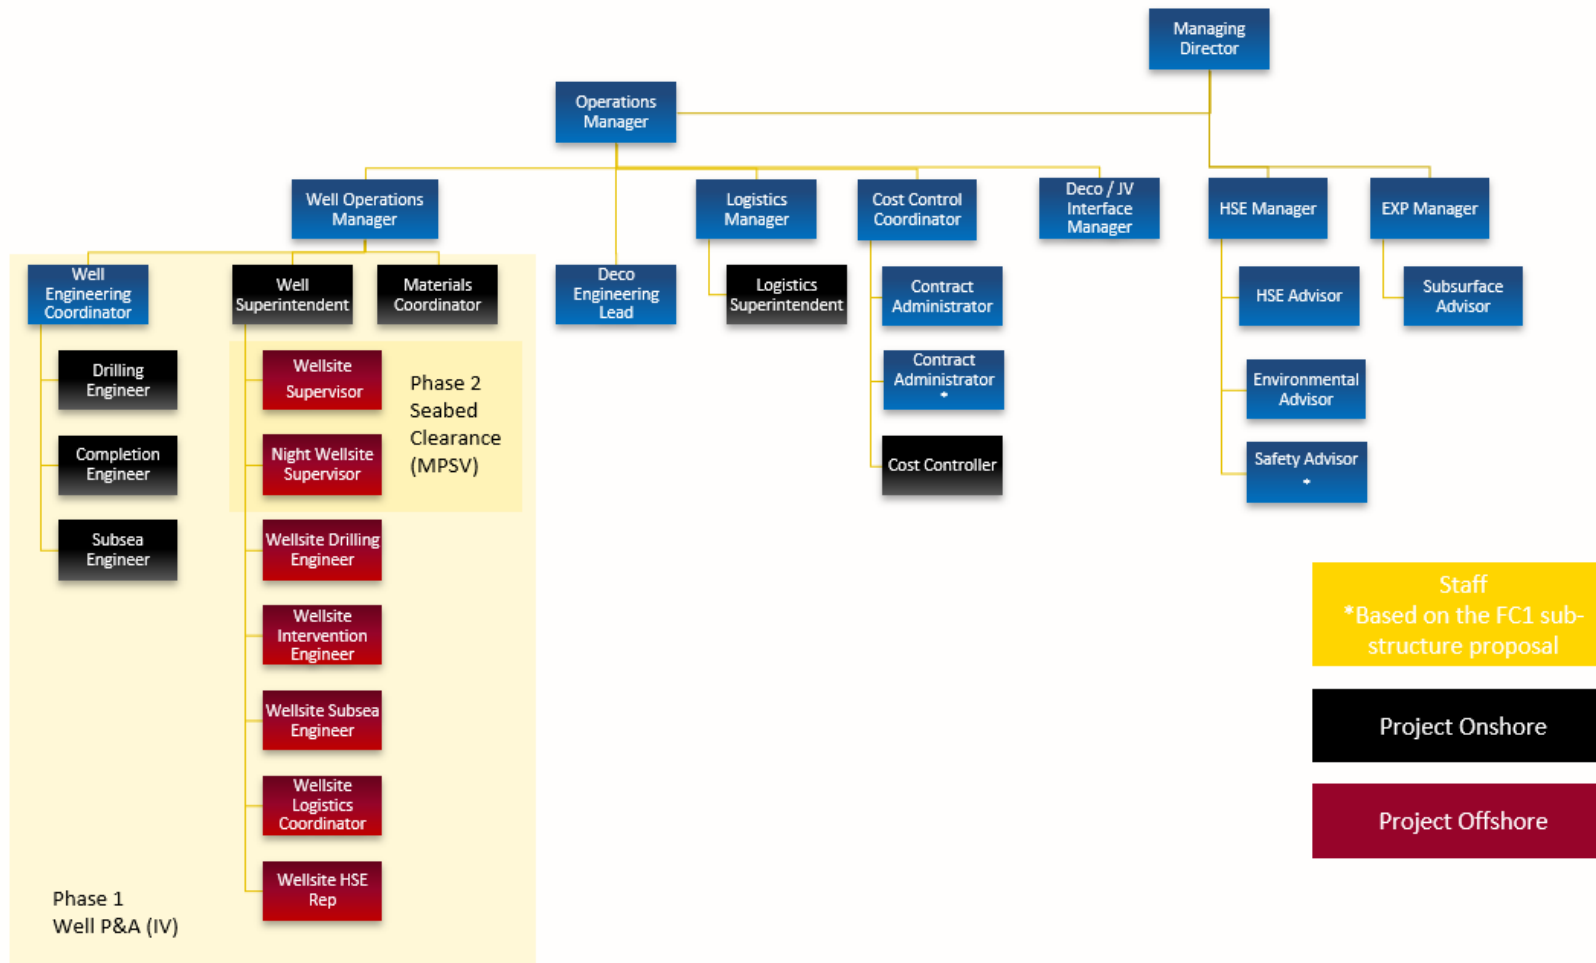 Managing
Director
Operations
Manager
Well Operations
Manager
Logistics
Manager
Cost Control
Coordinator
Deco / JV
Interface
Manager
HSE Manager
EXP Manager
Well
Engineering
Coordinator
Well
Superintendent
Materials
Coordinator
Deco
Engineering
Lead
Logistics
Superintendent
Contract
Administrator
HSE Advisor
Subsurface
Advisor
Drilling
Engineer
Wellsite
Supervisor
Phase 2
Seabed
Clearance
(MPSV)
Contract
Administrator
*
Environmental
Advisor
Completion
Engineer
Night Wellsite
Supervisor
Cost Controller
Safety Advisor
*
Subsea
Engineer
Wellsite Drilling
Engineer
Wellsite
Intervention
Engineer
Wellsite Subsea
Engineer
Wellsite
Logistics
Coordinator
Wellsite HSE
Rep
Phase 1
Well P&A (IV)
Staff
*Based on the FC1 sub-
structure proposal
Project Onshore
Project Offshore